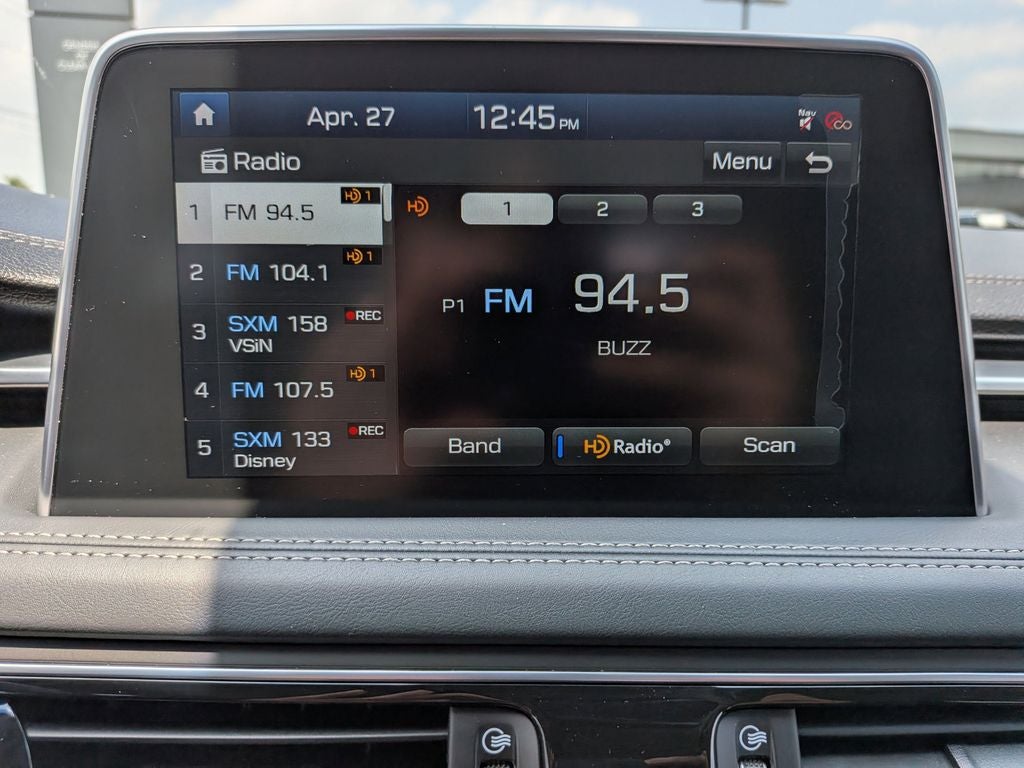 Apr. 27 12:45 PM
Nav
Radio Menu
1 FM 94.5 HD 1
2 FM 104.1 HD 1
3 SXM 158 REC
VSiN
4 FM 107.5 HD 1
5 SXM 133 REC
Disney
HD 1 2 3
P1 FM 94.5
BUZZ
Band HD Radio® Scan